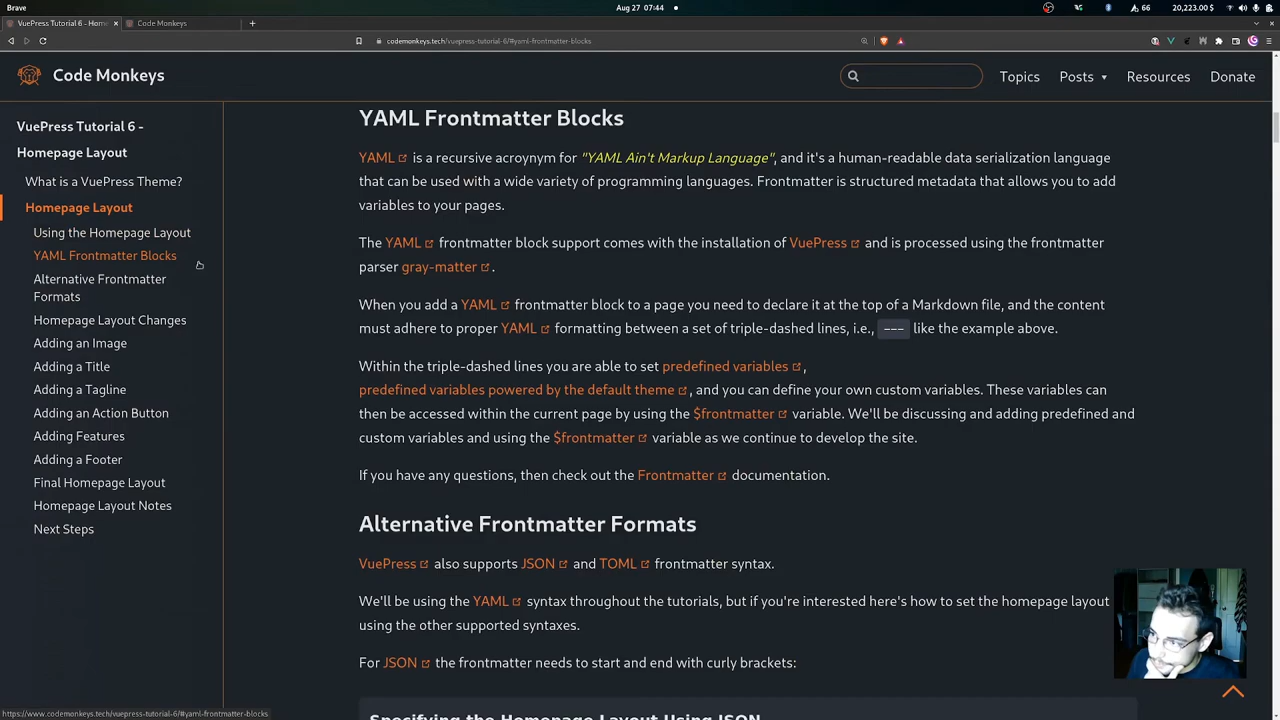 Brave
Aug 27 07:44
66
20,223.00 $
VuePress Tutorial 6 - Home
Code Monkeys
codemonkeys.tech/vuepress-tutorial-6/#yaml-frontmatter-blocks
Code Monkeys
Topics
Posts
Resources
Donate
VuePress Tutorial 6 -
Homepage Layout
What is a VuePress Theme?
Homepage Layout
Using the Homepage Layout
YAML Frontmatter Blocks
Alternative Frontmatter
Formats
Homepage Layout Changes
Adding an Image
Adding a Title
Adding a Tagline
Adding an Action Button
Adding Features
Adding a Footer
Final Homepage Layout
Homepage Layout Notes
Next Steps
YAML Frontmatter Blocks
YAML is a recursive acroynym for "YAML Ain't Markup Language", and it's a human-readable data serialization language
that can be used with a wide variety of programming languages. Frontmatter is structured metadata that allows you to add
variables to your pages.
The YAML frontmatter block support comes with the installation of VuePress and is processed using the frontmatter
parser gray-matter .
When you add a YAML frontmatter block to a page you need to declare it at the top of a Markdown file, and the content
must adhere to proper YAML formatting between a set of triple-dashed lines, i.e., --- like the example above.
Within the triple-dashed lines you are able to set predefined variables ,
predefined variables powered by the default theme , and you can define your own custom variables. These variables can
then be accessed within the current page by using the $frontmatter variable. We'll be discussing and adding predefined and
custom variables and using the $frontmatter variable as we continue to develop the site.
If you have any questions, then check out the Frontmatter documentation.
Alternative Frontmatter Formats
VuePress also supports JSON and TOML frontmatter syntax.
We'll be using the YAML syntax throughout the tutorials, but if you're interested here's how to set the homepage layout
using the other supported syntaxes.
For JSON the frontmatter needs to start and end with curly brackets:
Specifying the Homepage Layout Using JSON
https://www.codemonkeys.tech/vuepress-tutorial-6/#yaml-frontmatter-blocks